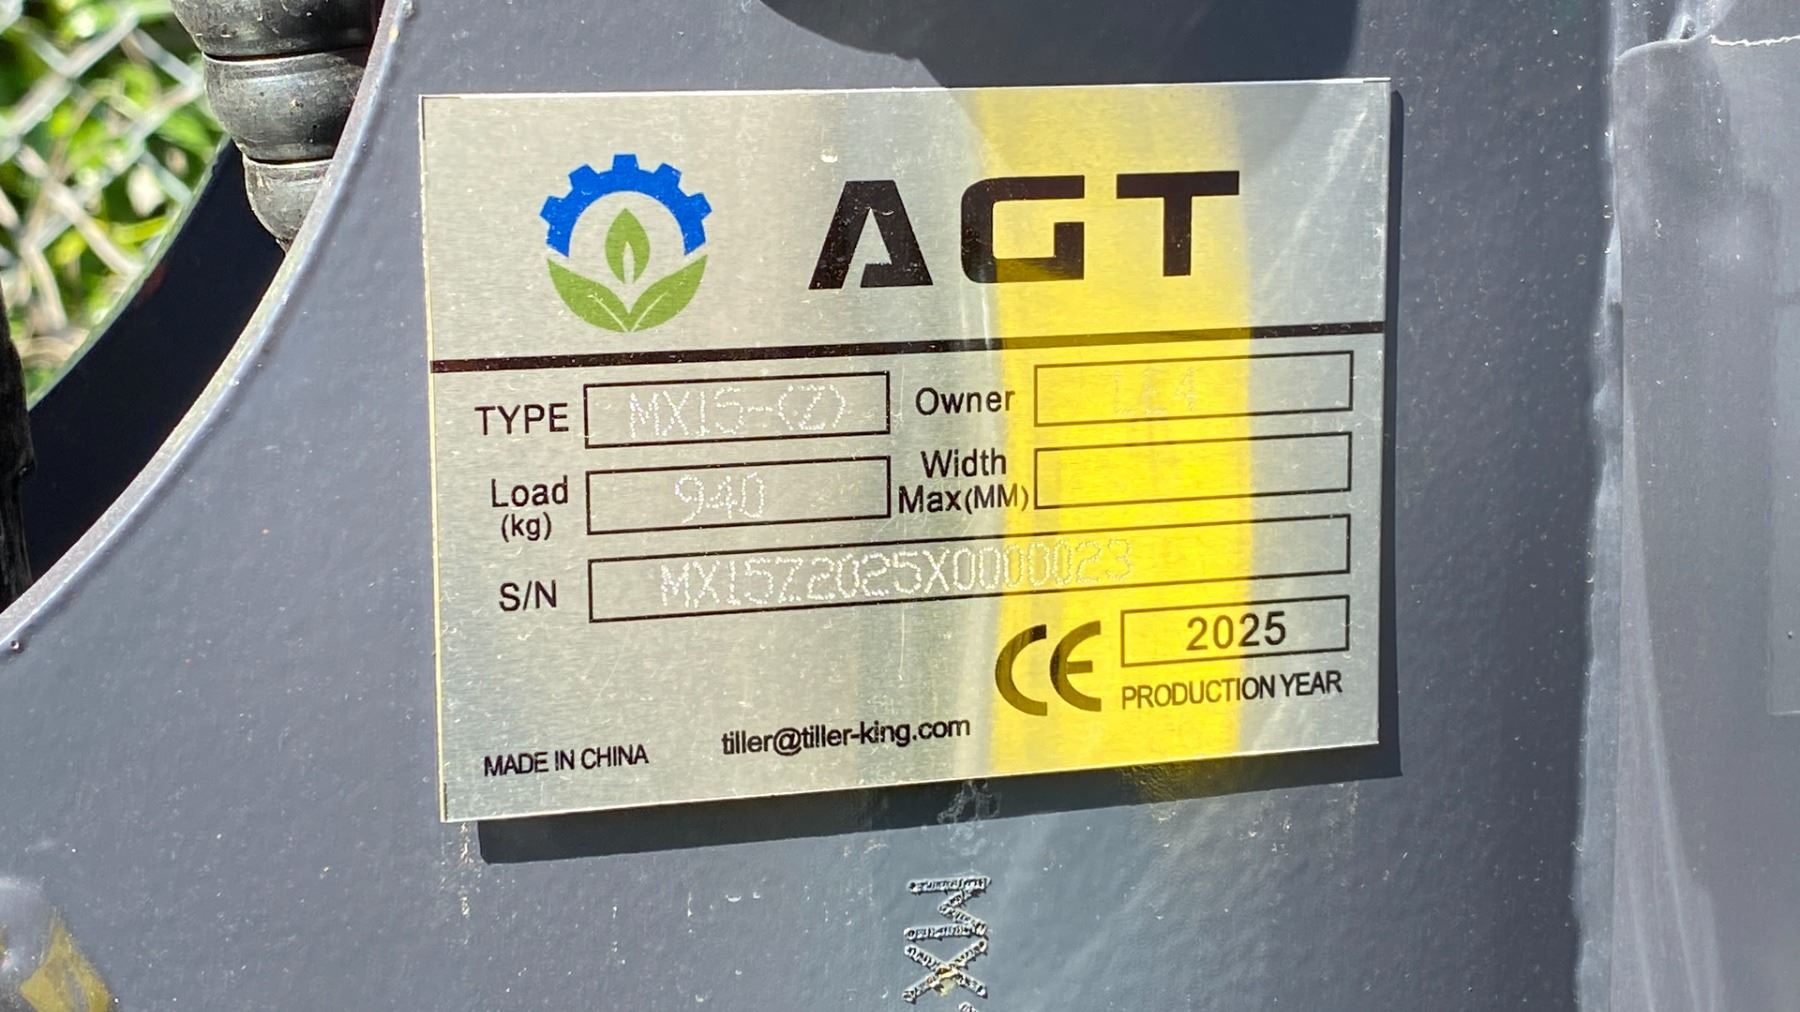 AGT
TYPE MX15-(Z) Owner
Load (kg) 940 Width Max(MM)
S/N MX15Z2025X0000023
CE 2025
PRODUCTION YEAR
MADE IN CHINA tiller@tiller-king.com
MX